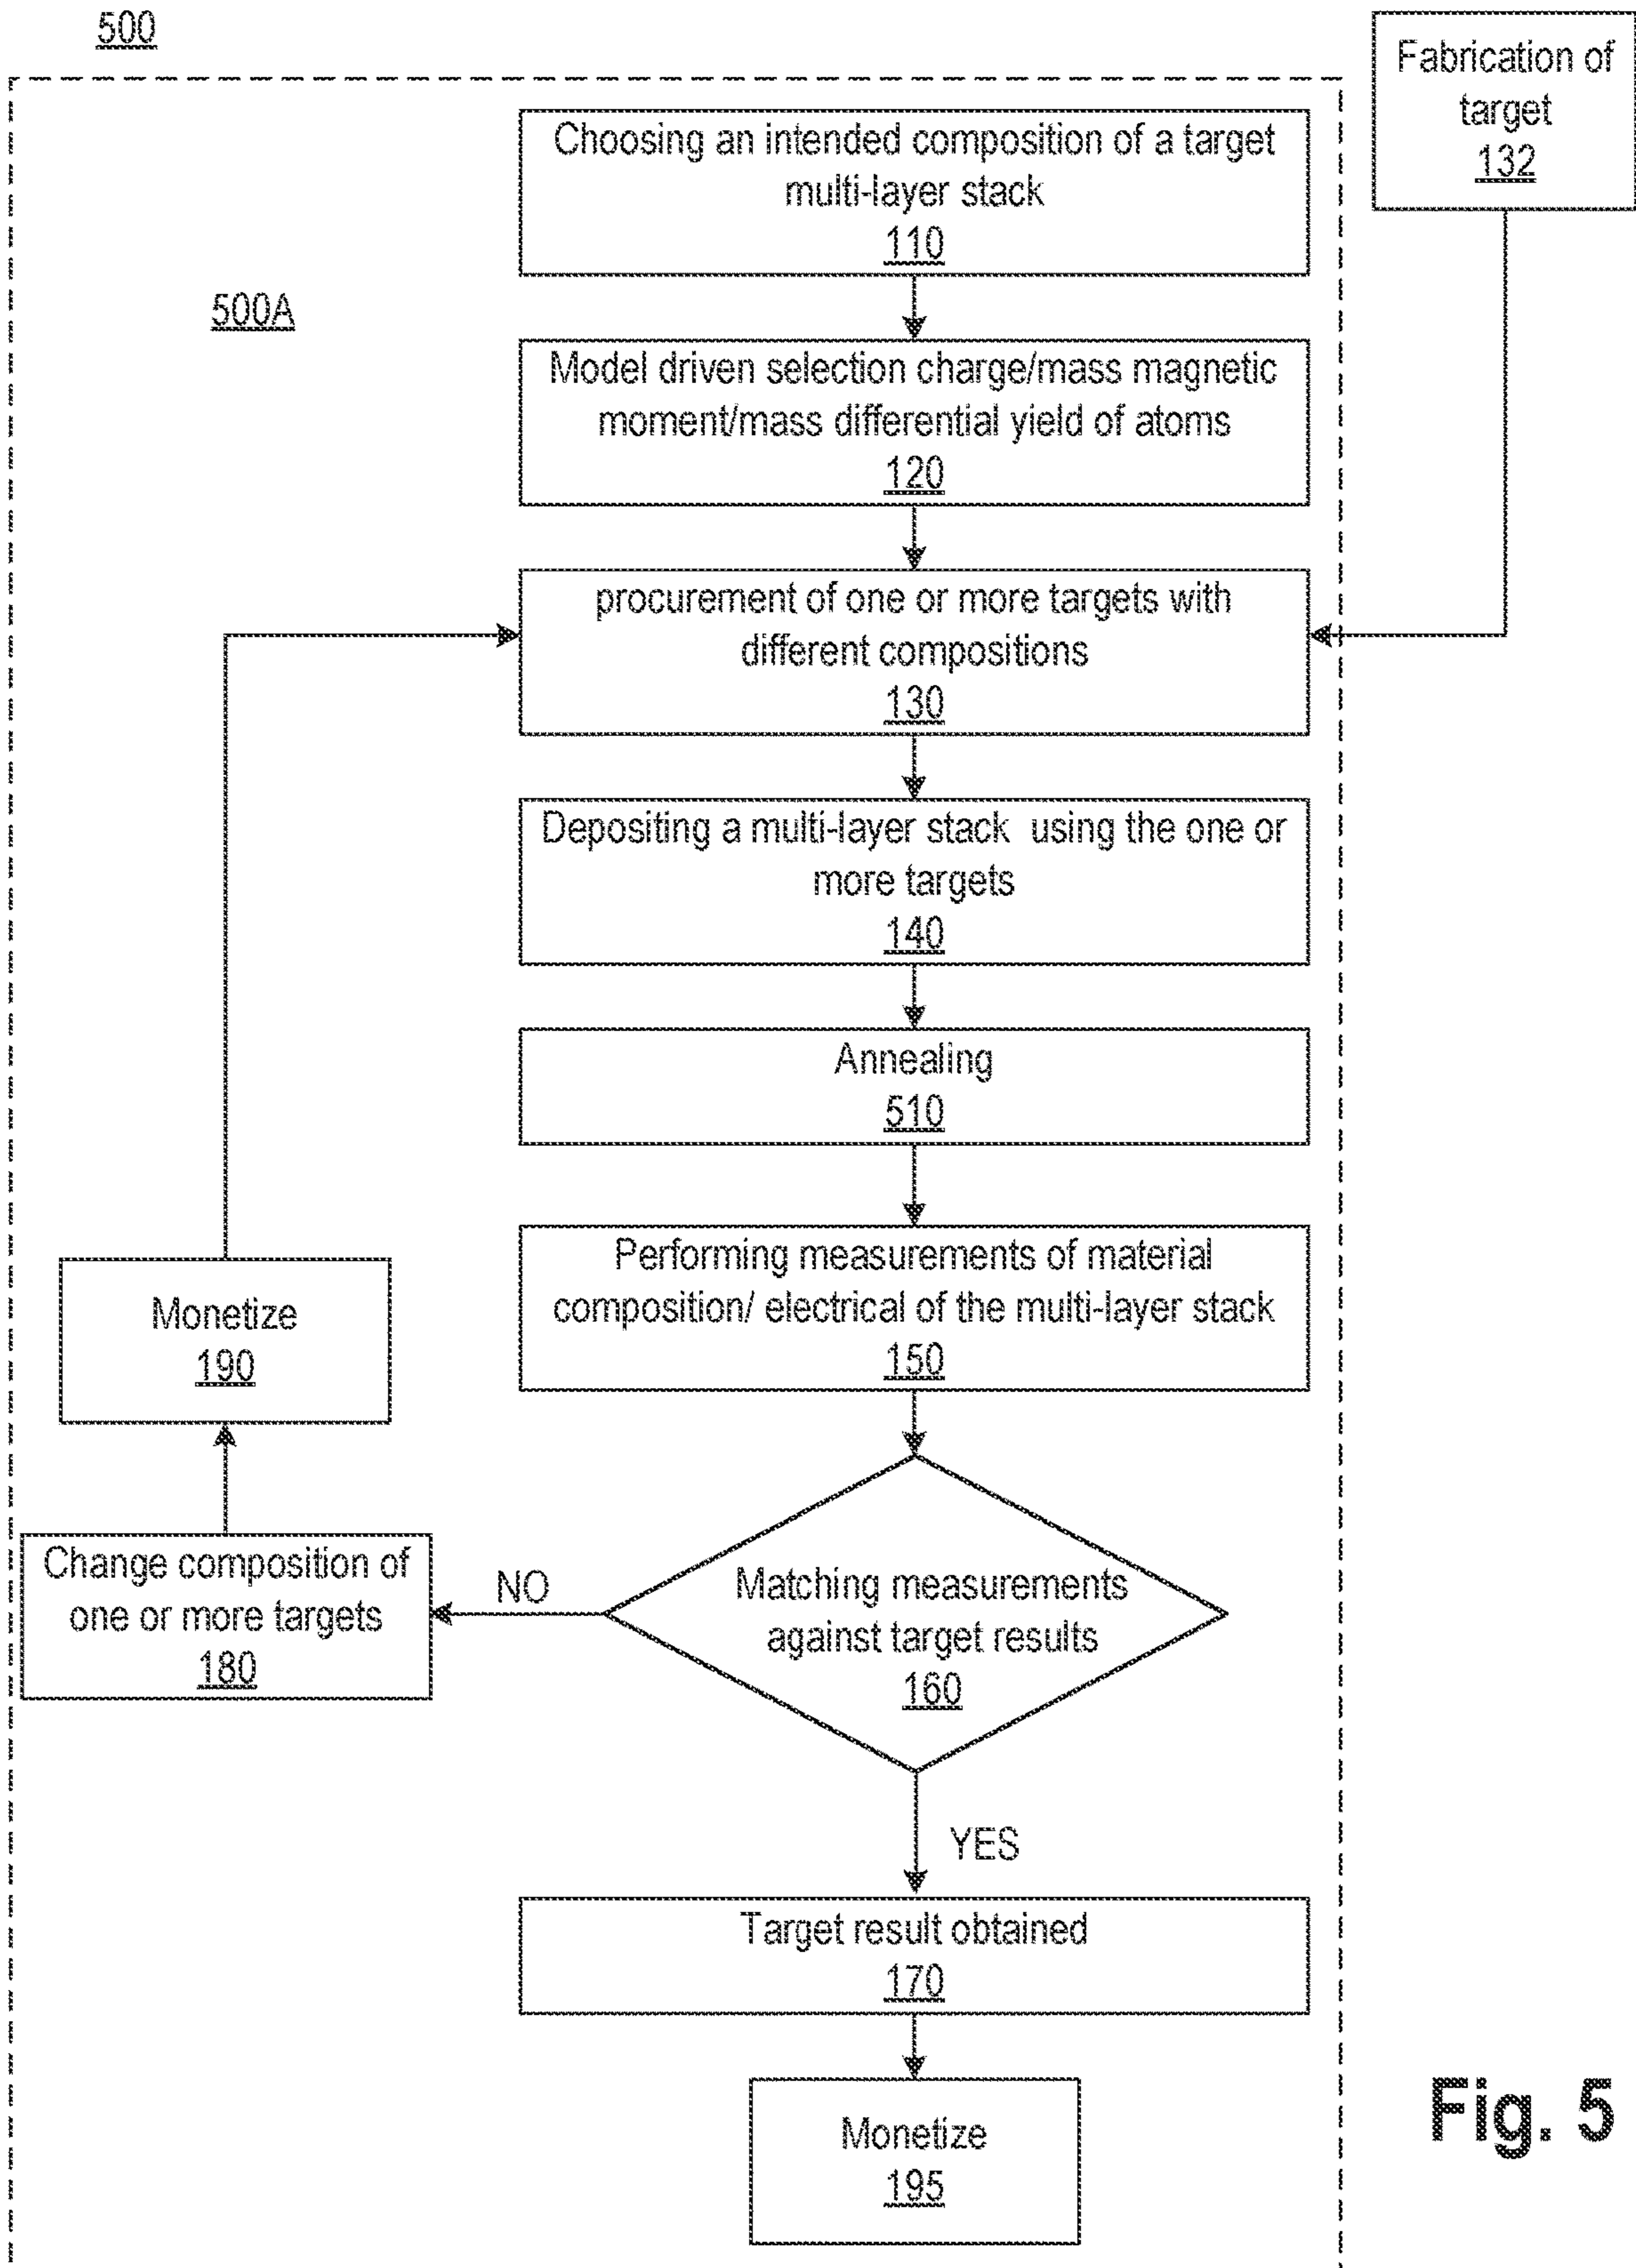 500
Fabrication of
target
132
Choosing an intended composition of a target
multi-layer stack
110
500A
Model driven selection charge/mass magnetic
moment/mass differential yield of atoms
120
procurement of one or more targets with
different compositions
130
Depositing a multi-layer stack using the one or
more targets
140
Annealing
510
Performing measurements of material
composition/ electrical of the multi-layer stack
150
Monetize
190
Change composition of
one or more targets
180
NO
Matching measurements
against target results
160
YES
Target result obtained
170
Monetize
195
Fig. 5